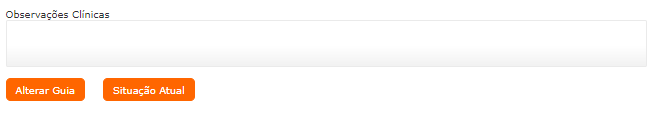 Observações Clínicas
Alterar Guia Situação Atual